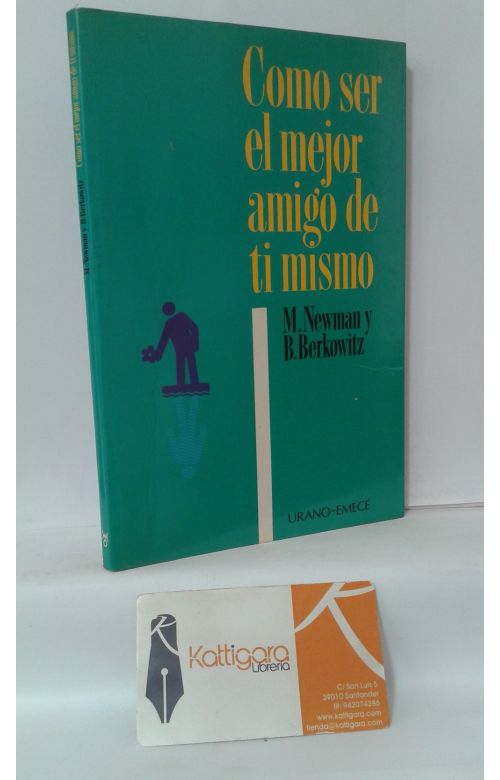 Como ser el mejor amigo de ti mismo
M. Newman y B. Berkowitz
Como ser
el mejor
amigo de
ti mismo
M. Newman y
B. Berkowitz
URANO-EMECÉ
Kattigara
Librería
C/ San Luis 5
39010 Santander
tlf: 942074286
www.kattigara.com
tienda@kattigara.com